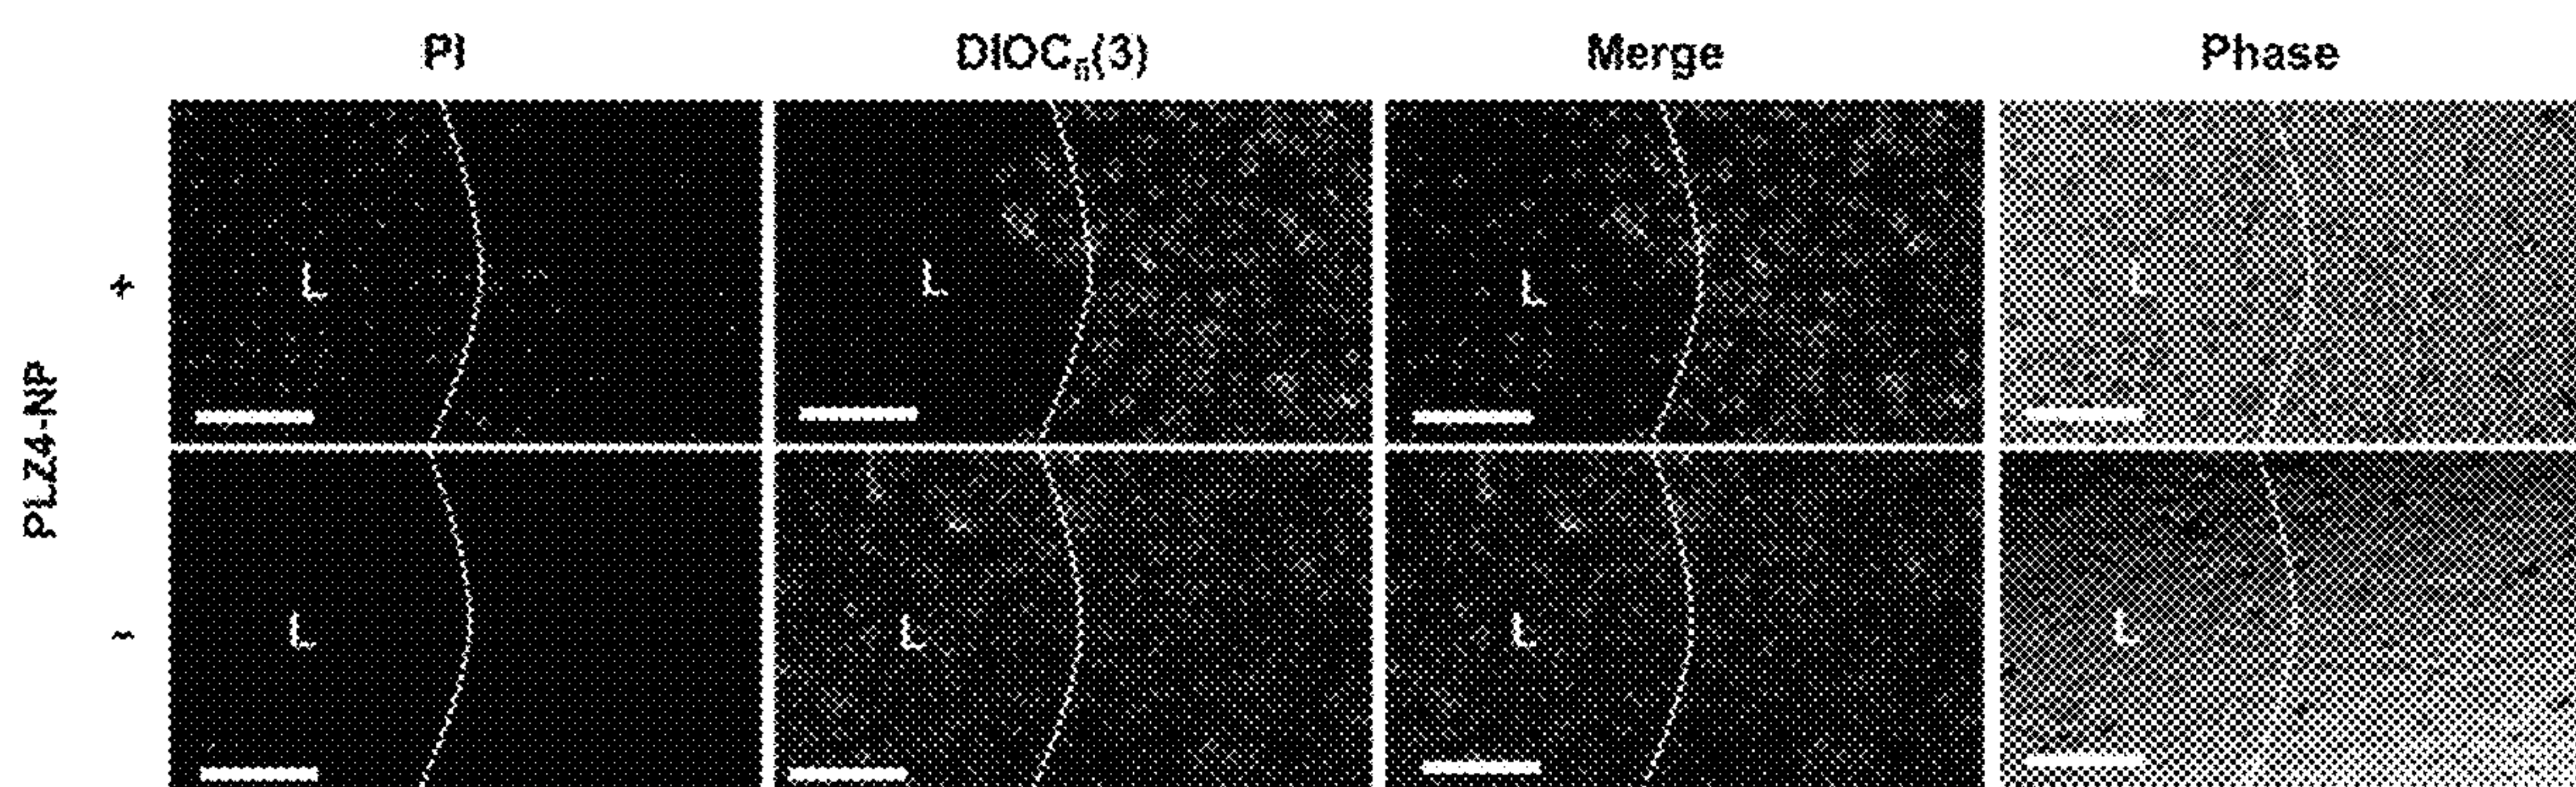 PI DIOC6(3) Merge Phase
PLZ4-NP
+
L L L L
-
L L L L